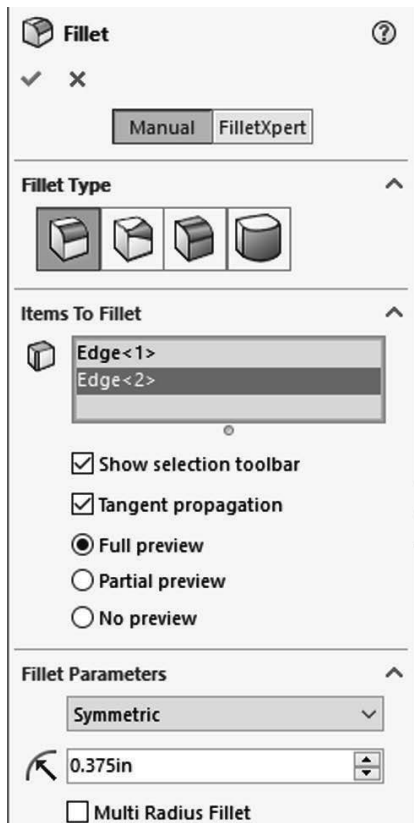 Fillet
Manual FilletXpert
Fillet Type
Items To Fillet
Edge<1>
Edge<2>
Show selection toolbar
Tangent propagation
Full preview
Partial preview
No preview
Fillet Parameters
Symmetric
0.375in
Multi Radius Fillet